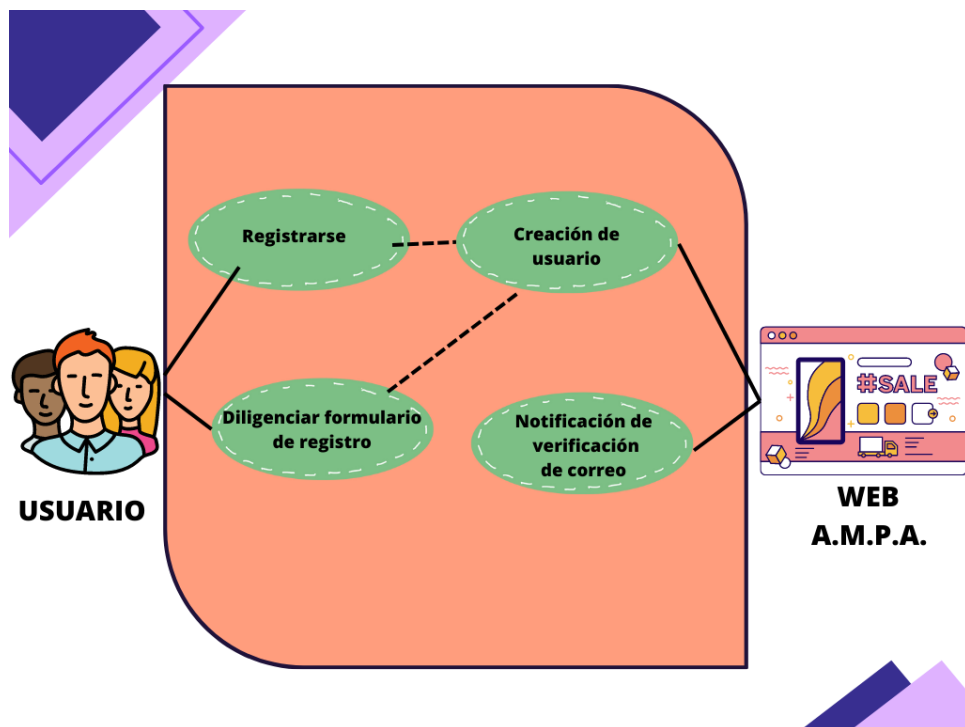 Registrarse
Creación de
usuario
Diligenciar formulario
de registro
Notificación de
verificación
de correo
USUARIO
#SALE
WEB
A.M.P.A.